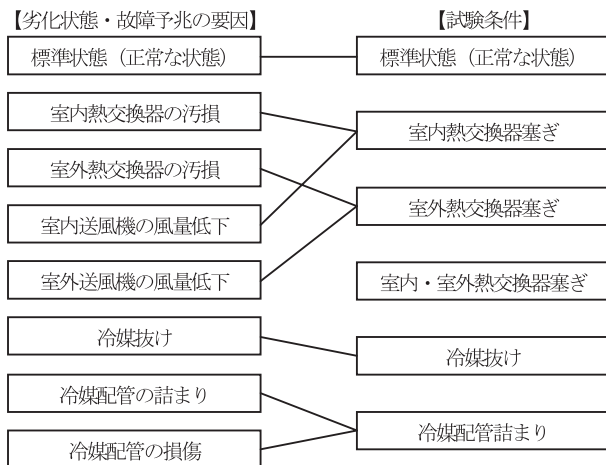 【劣化状態・故障予兆の要因】
標準状態（正常な状態）
室内熱交換器の汚損
室外熱交換器の汚損
室内送風機の風量低下
室外送風機の風量低下
冷媒抜け
冷媒配管の詰まり
冷媒配管の損傷
【試験条件】
標準状態（正常な状態）
室内熱交換器塞ぎ
室外熱交換器塞ぎ
室内・室外熱交換器塞ぎ
冷媒抜け
冷媒配管詰まり